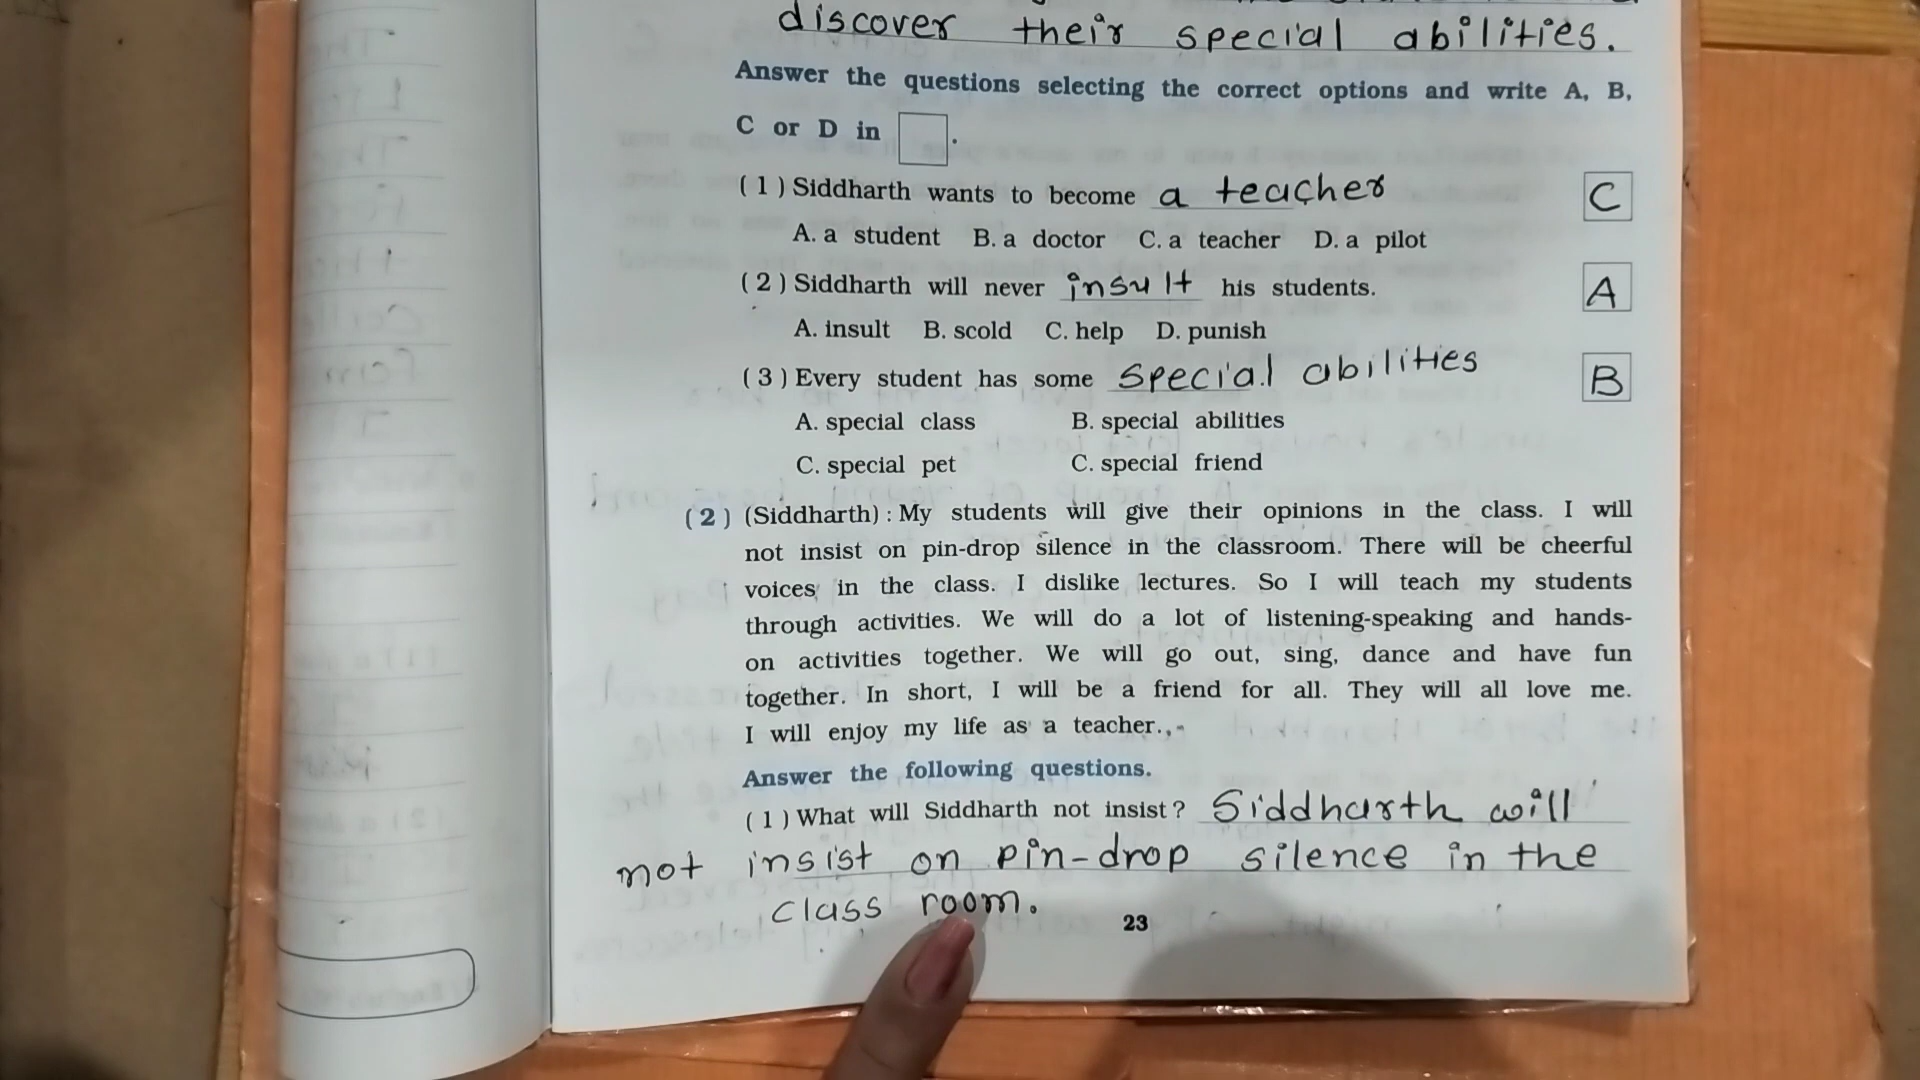 discover their special abilities.
Answer the questions selecting the correct options and write A, B,
C or D in .
( 1 ) Siddharth wants to become a teacher C
A. a student B. a doctor C. a teacher D. a pilot
( 2 ) Siddharth will never insult his students. A
A. insult B. scold C. help D. punish
( 3 ) Every student has some special abilities B
A. special class B. special abilities
C. special pet C. special friend
( 2 ) (Siddharth) : My students will give their opinions in the class. I will
not insist on pin-drop silence in the classroom. There will be cheerful
voices in the class. I dislike lectures. So I will teach my students
through activities. We will do a lot of listening-speaking and hands-
on activities together. We will go out, sing, dance and have fun
together. In short, I will be a friend for all. They will all love me.
I will enjoy my life as a teacher.
Answer the following questions.
( 1 ) What will Siddharth not insist? Siddharth will
not insist on pin-drop silence in the
class room.
23